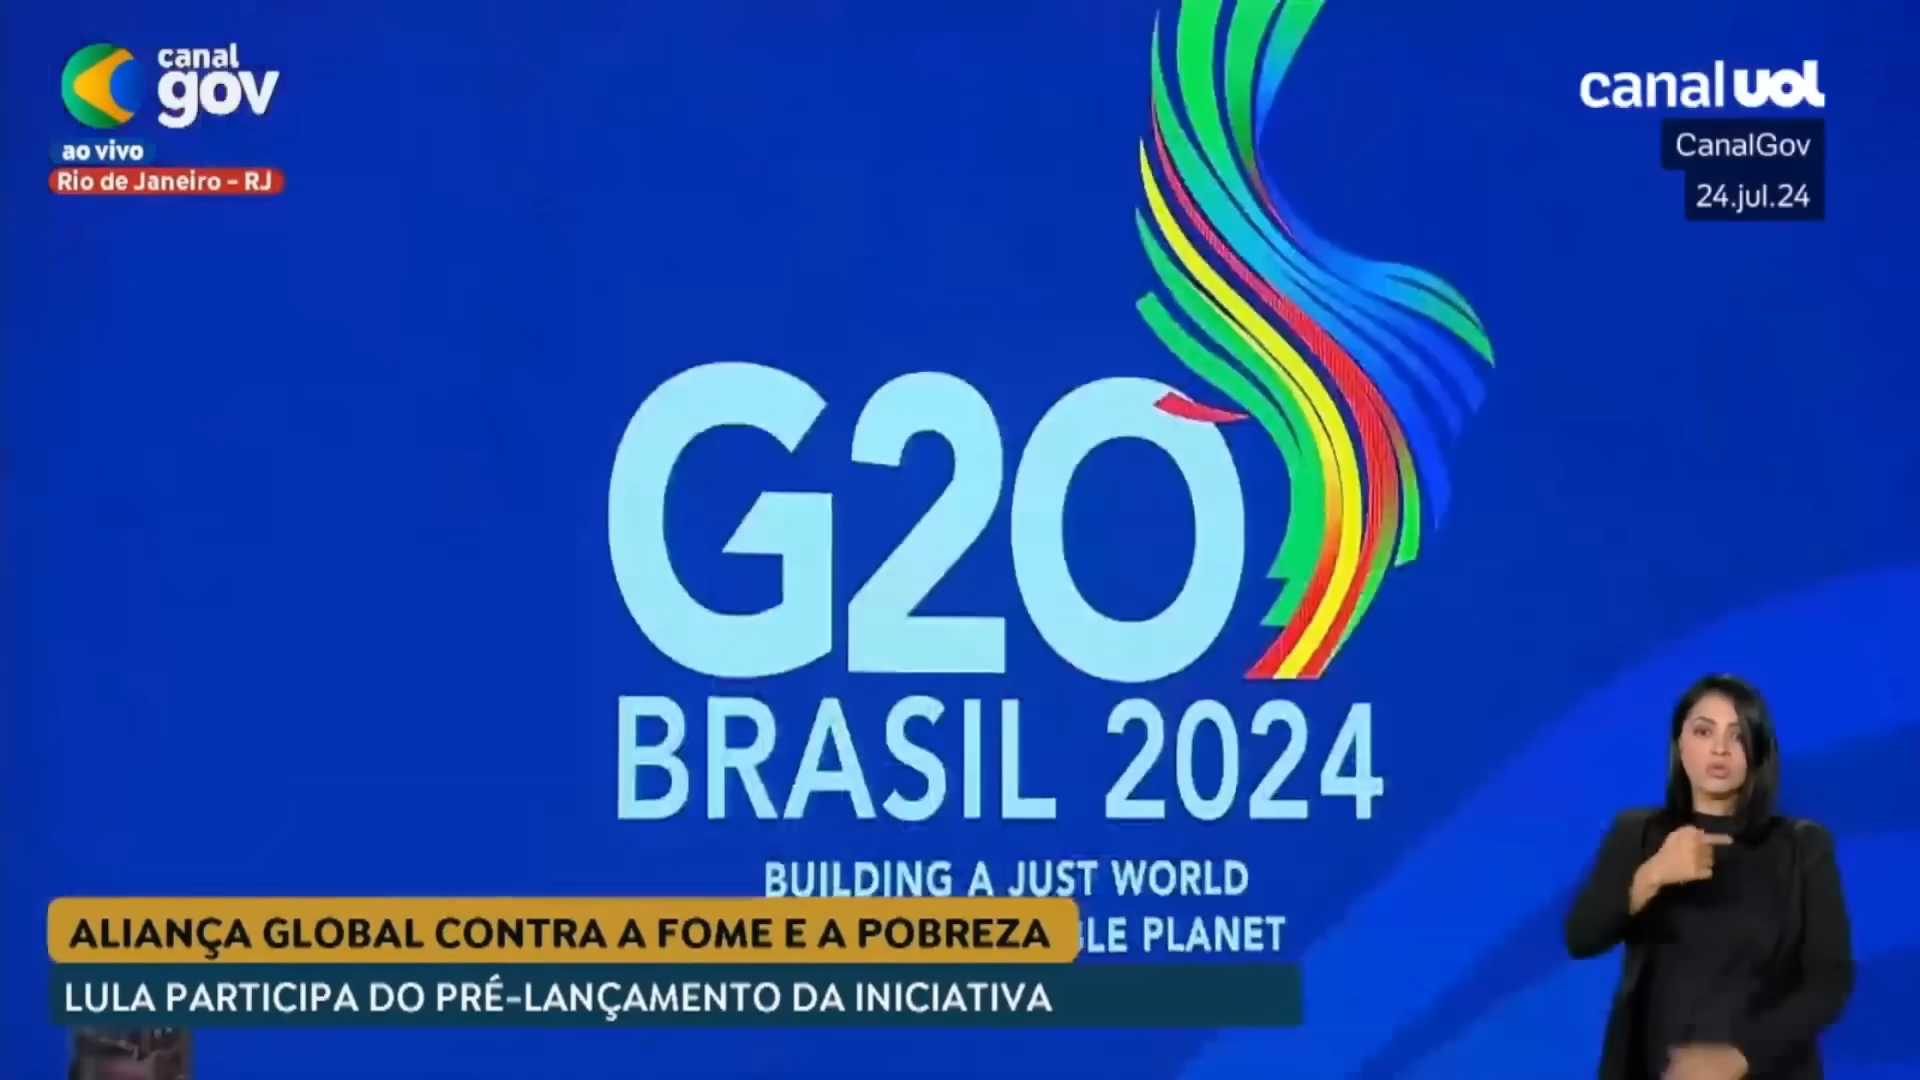 canal
gov
ao vivo
Rio de Janeiro - RJ
canal uol
CanalGov
24.jul.24
G20
BRASIL 2024
BUILDING A JUST WORLD
PLANET
ALIANÇA GLOBAL CONTRA A FOME E A POBREZA
LULA PARTICIPA DO PRÉ-LANÇAMENTO DA INICIATIVA